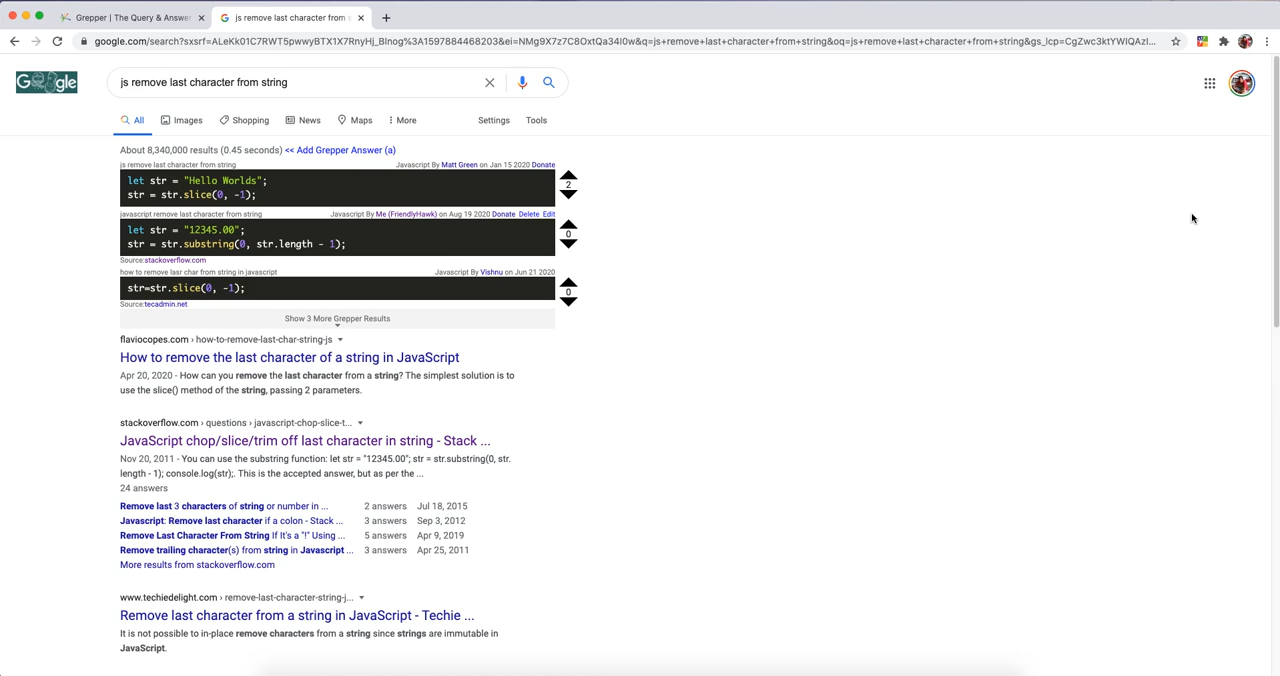 Grepper | The Query & Answe
js remove last character from s
google.com/search?sxsrf=ALeKk01C7RWT5pwwyBTX1X7RnyHj_Blnog%3A1597884468203&ei=NMg9X7z7C8OxtQa34I0w&q=js+remove+last+character+from+string&oq=js+remove+last+character+from+string&gs_lcp=CgZwc3ktYWIQAzI...
js remove last character from string
All
Images
Shopping
News
Maps
More
Settings
Tools
About 8,340,000 results (0.45 seconds) << Add Grepper Answer (a)
js remove last character from string
Javascript By Matt Green on Jan 15 2020 Donate
let str = "Hello Worlds";
str = str.slice(0, -1);
2
javascript remove last character from string
Javascript By Me (FriendlyHawk) on Aug 19 2020 Donate Delete Edit
let str = "12345.00";
str = str.substring(0, str.length - 1);
0
Source:stackoverflow.com
how to remove lasr char from string in javascript
Javascript By Vishnu on Jun 21 2020
str=str.slice(0, -1);
0
Source:tecadmin.net
Show 3 More Grepper Results
flaviocopes.com › how-to-remove-last-char-string-js
How to remove the last character of a string in JavaScript
Apr 20, 2020 - How can you remove the last character from a string? The simplest solution is to
use the slice() method of the string, passing 2 parameters.
stackoverflow.com › questions › javascript-chop-slice-t...
JavaScript chop/slice/trim off last character in string - Stack ...
Nov 20, 2011 - You can use the substring function: let str = "12345.00"; str = str.substring(0, str.
length - 1); console.log(str);. This is the accepted answer, but as per the ...
24 answers
Remove last 3 characters of string or number in ... 2 answers Jul 18, 2015
Javascript: Remove last character if a colon - Stack ... 3 answers Sep 3, 2012
Remove Last Character From String If It's a "!" Using ... 5 answers Apr 9, 2019
Remove trailing character(s) from string in Javascript ... 3 answers Apr 25, 2011
More results from stackoverflow.com
www.techiedelight.com › remove-last-character-string-j...
Remove last character from a string in JavaScript - Techie ...
It is not possible to in-place remove characters from a string since strings are immutable in
JavaScript.